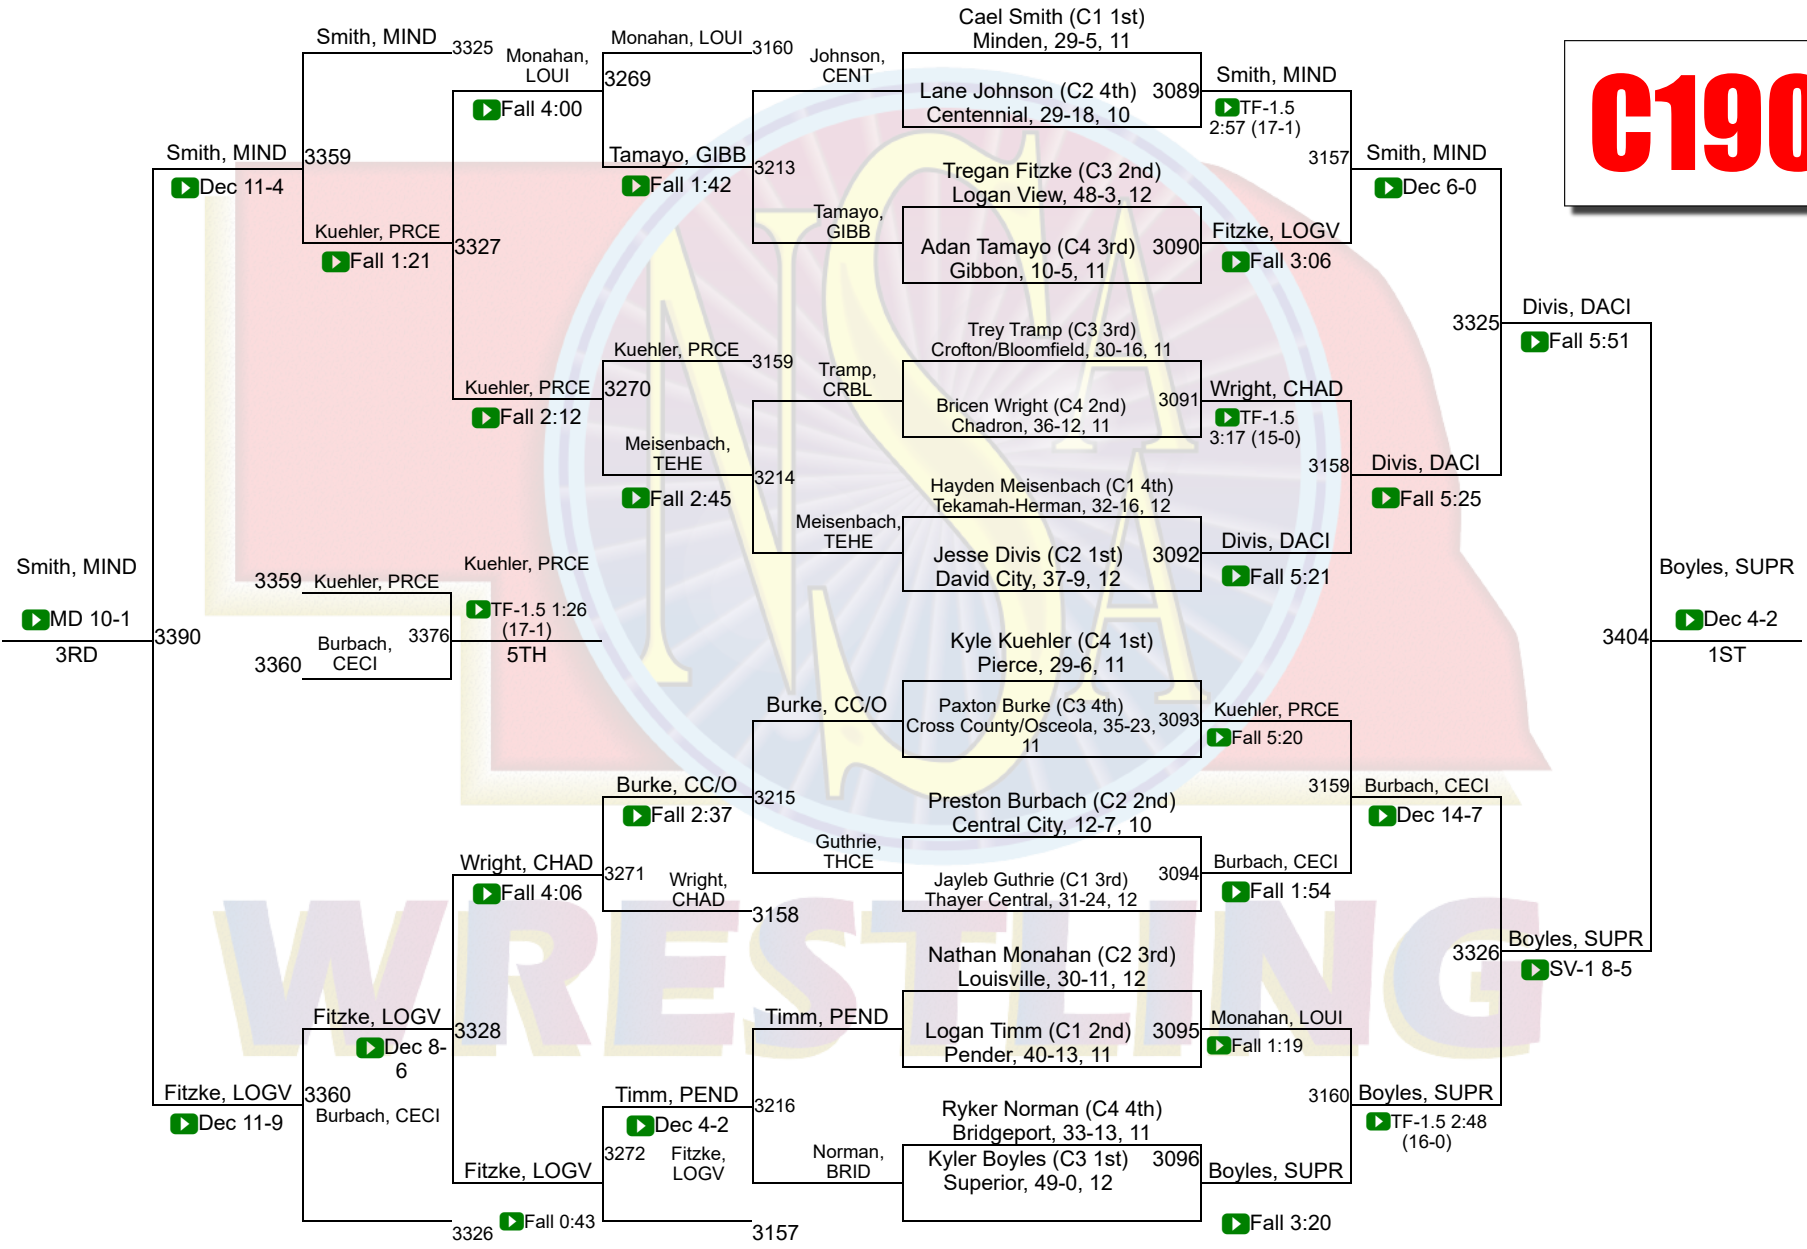 Cael Smith (C1 1st)
Minden, 29-5, 11
Lane Johnson (C2 4th)
Centennial, 29-18, 10
3089
Tregan Fitzke (C3 2nd)
Logan View, 48-3, 12
Adan Tamayo (C4 3rd)
Gibbon, 10-5, 11
3090
Trey Tramp (C3 3rd)
Crofton/Bloomfield, 30-16, 11
Bricen Wright (C4 2nd)
Chadron, 36-12, 11
3091
Hayden Meisenbach (C1 4th)
Tekamah-Herman, 32-16, 12
Jesse Divis (C2 1st)
David City, 37-9, 12
3092
Kyle Kuehler (C4 1st)
Pierce, 29-6, 11
Paxton Burke (C3 4th)
Cross County/Osceola, 35-23,
11
3093
Preston Burbach (C2 2nd)
Central City, 12-7, 10
Jayleb Guthrie (C1 3rd)
Thayer Central, 31-24, 12
3094
Nathan Monahan (C2 3rd)
Louisville, 30-11, 12
Logan Timm (C1 2nd)
Pender, 40-13, 11
3095
Ryker Norman (C4 4th)
Bridgeport, 33-13, 11
Kyler Boyles (C3 1st)
Superior, 49-0, 12
3096
Smith, MIND
TF-1.5
2:57 (17-1)
3157
Fitzke, LOGV
Fall 3:06
Wright, CHAD
TF-1.5
3:17 (15-0)
3158
Divis, DACI
Fall 5:21
Kuehler, PRCE
Fall 5:20
3159
Burbach, CECI
Fall 1:54
Monahan, LOUI
Fall 1:19
3160
Boyles, SUPR
Fall 3:20
Smith, MIND
Dec 6-0
3325
Divis, DACI
Fall 5:25
Burbach, CECI
Dec 14-7
3326
Boyles, SUPR
TF-1.5 2:48
(16-0)
Divis, DACI
Fall 5:51
3404
Boyles, SUPR
SV-1 8-5
Boyles, SUPR
Dec 4-2
1ST
C190
Johnson,
CENT
3213
Tamayo,
GIBB
Tramp,
CRBL
3214
Meisenbach,
TEHE
Burke, CC/O
3215
Guthrie,
THCE
Timm, PEND
3216
Norman,
BRID
Monahan, LOUI
3160
3269
Tamayo, GIBB
Fall 1:42
Kuehler, PRCE
3159
3270
Meisenbach,
TEHE
Fall 2:45
Burke, CC/O
Fall 2:37
3271
Wright,
CHAD
3158
Timm, PEND
Dec 4-2
3272
Fitzke,
LOGV
3157
Monahan,
LOUI
Fall 4:00
3327
Kuehler, PRCE
Fall 2:12
Wright, CHAD
Fall 4:06
3328
Fitzke, LOGV
Fall 0:43
Smith, MIND
3325
3359
Kuehler, PRCE
Fall 1:21
Fitzke, LOGV
Dec 8-
6
3360
Burbach, CECI
3326
Smith, MIND
Dec 11-4
3390
Fitzke, LOGV
Dec 11-9
Smith, MIND
MD 10-1
3RD
3359
Kuehler, PRCE
3360
Burbach,
CECI
3376
Kuehler, PRCE
TF-1.5 1:26
(17-1)
5TH
NSAA
WRESTLING